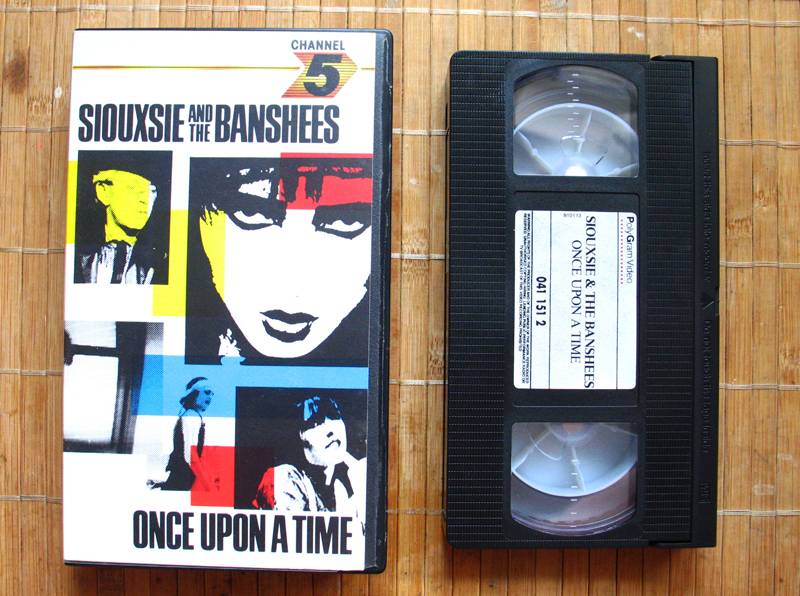 CHANNEL
5
SIOUXSIE AND THE BANSHEES
ONCE UPON A TIME
PolyGram Video
SIOUXSIE & THE BANSHEES
ONCE UPON A TIME
041 151 2